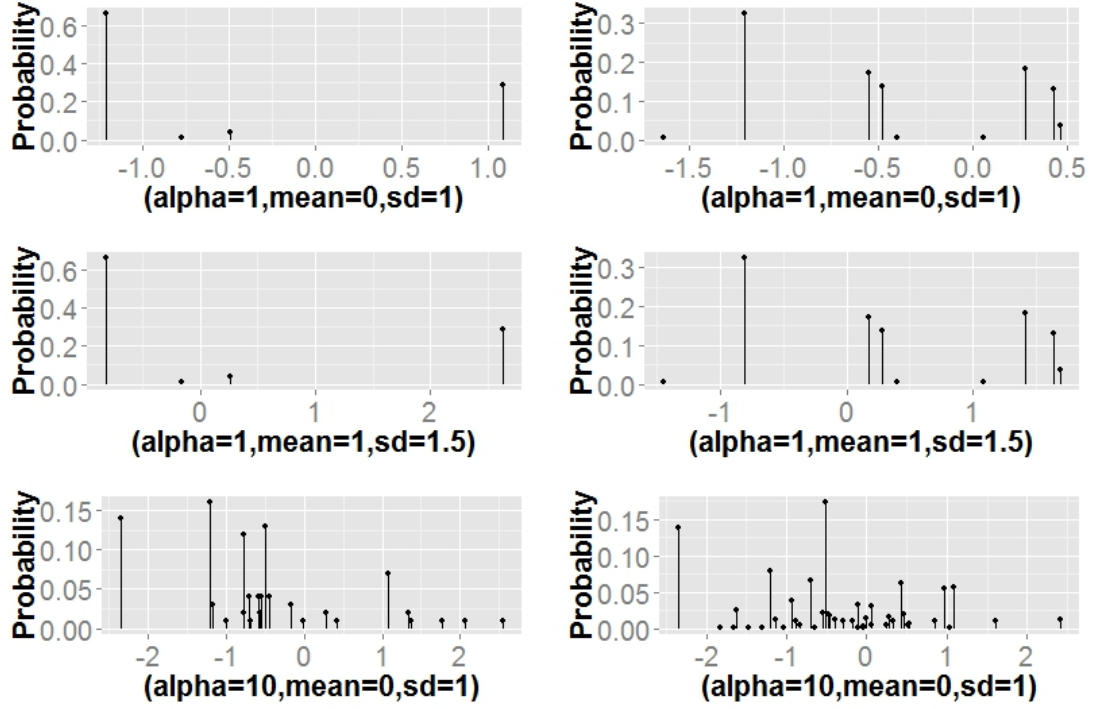 Probability
0.6
0.4
0.2
0.0
-1.0 -0.5 0.0 0.5 1.0
(alpha=1,mean=0,sd=1)
Probability
0.3
0.2
0.1
0.0
-1.5 -1.0 -0.5 0.0 0.5
(alpha=1,mean=0,sd=1)
Probability
0.6
0.4
0.2
0.0
0 1 2
(alpha=1,mean=1,sd=1.5)
Probability
0.3
0.2
0.1
0.0
-1 0 1
(alpha=1,mean=1,sd=1.5)
Probability
0.15
0.10
0.05
0.00
-2 -1 0 1 2
(alpha=10,mean=0,sd=1)
Probability
0.15
0.10
0.05
0.00
-2 -1 0 1 2
(alpha=10,mean=0,sd=1)